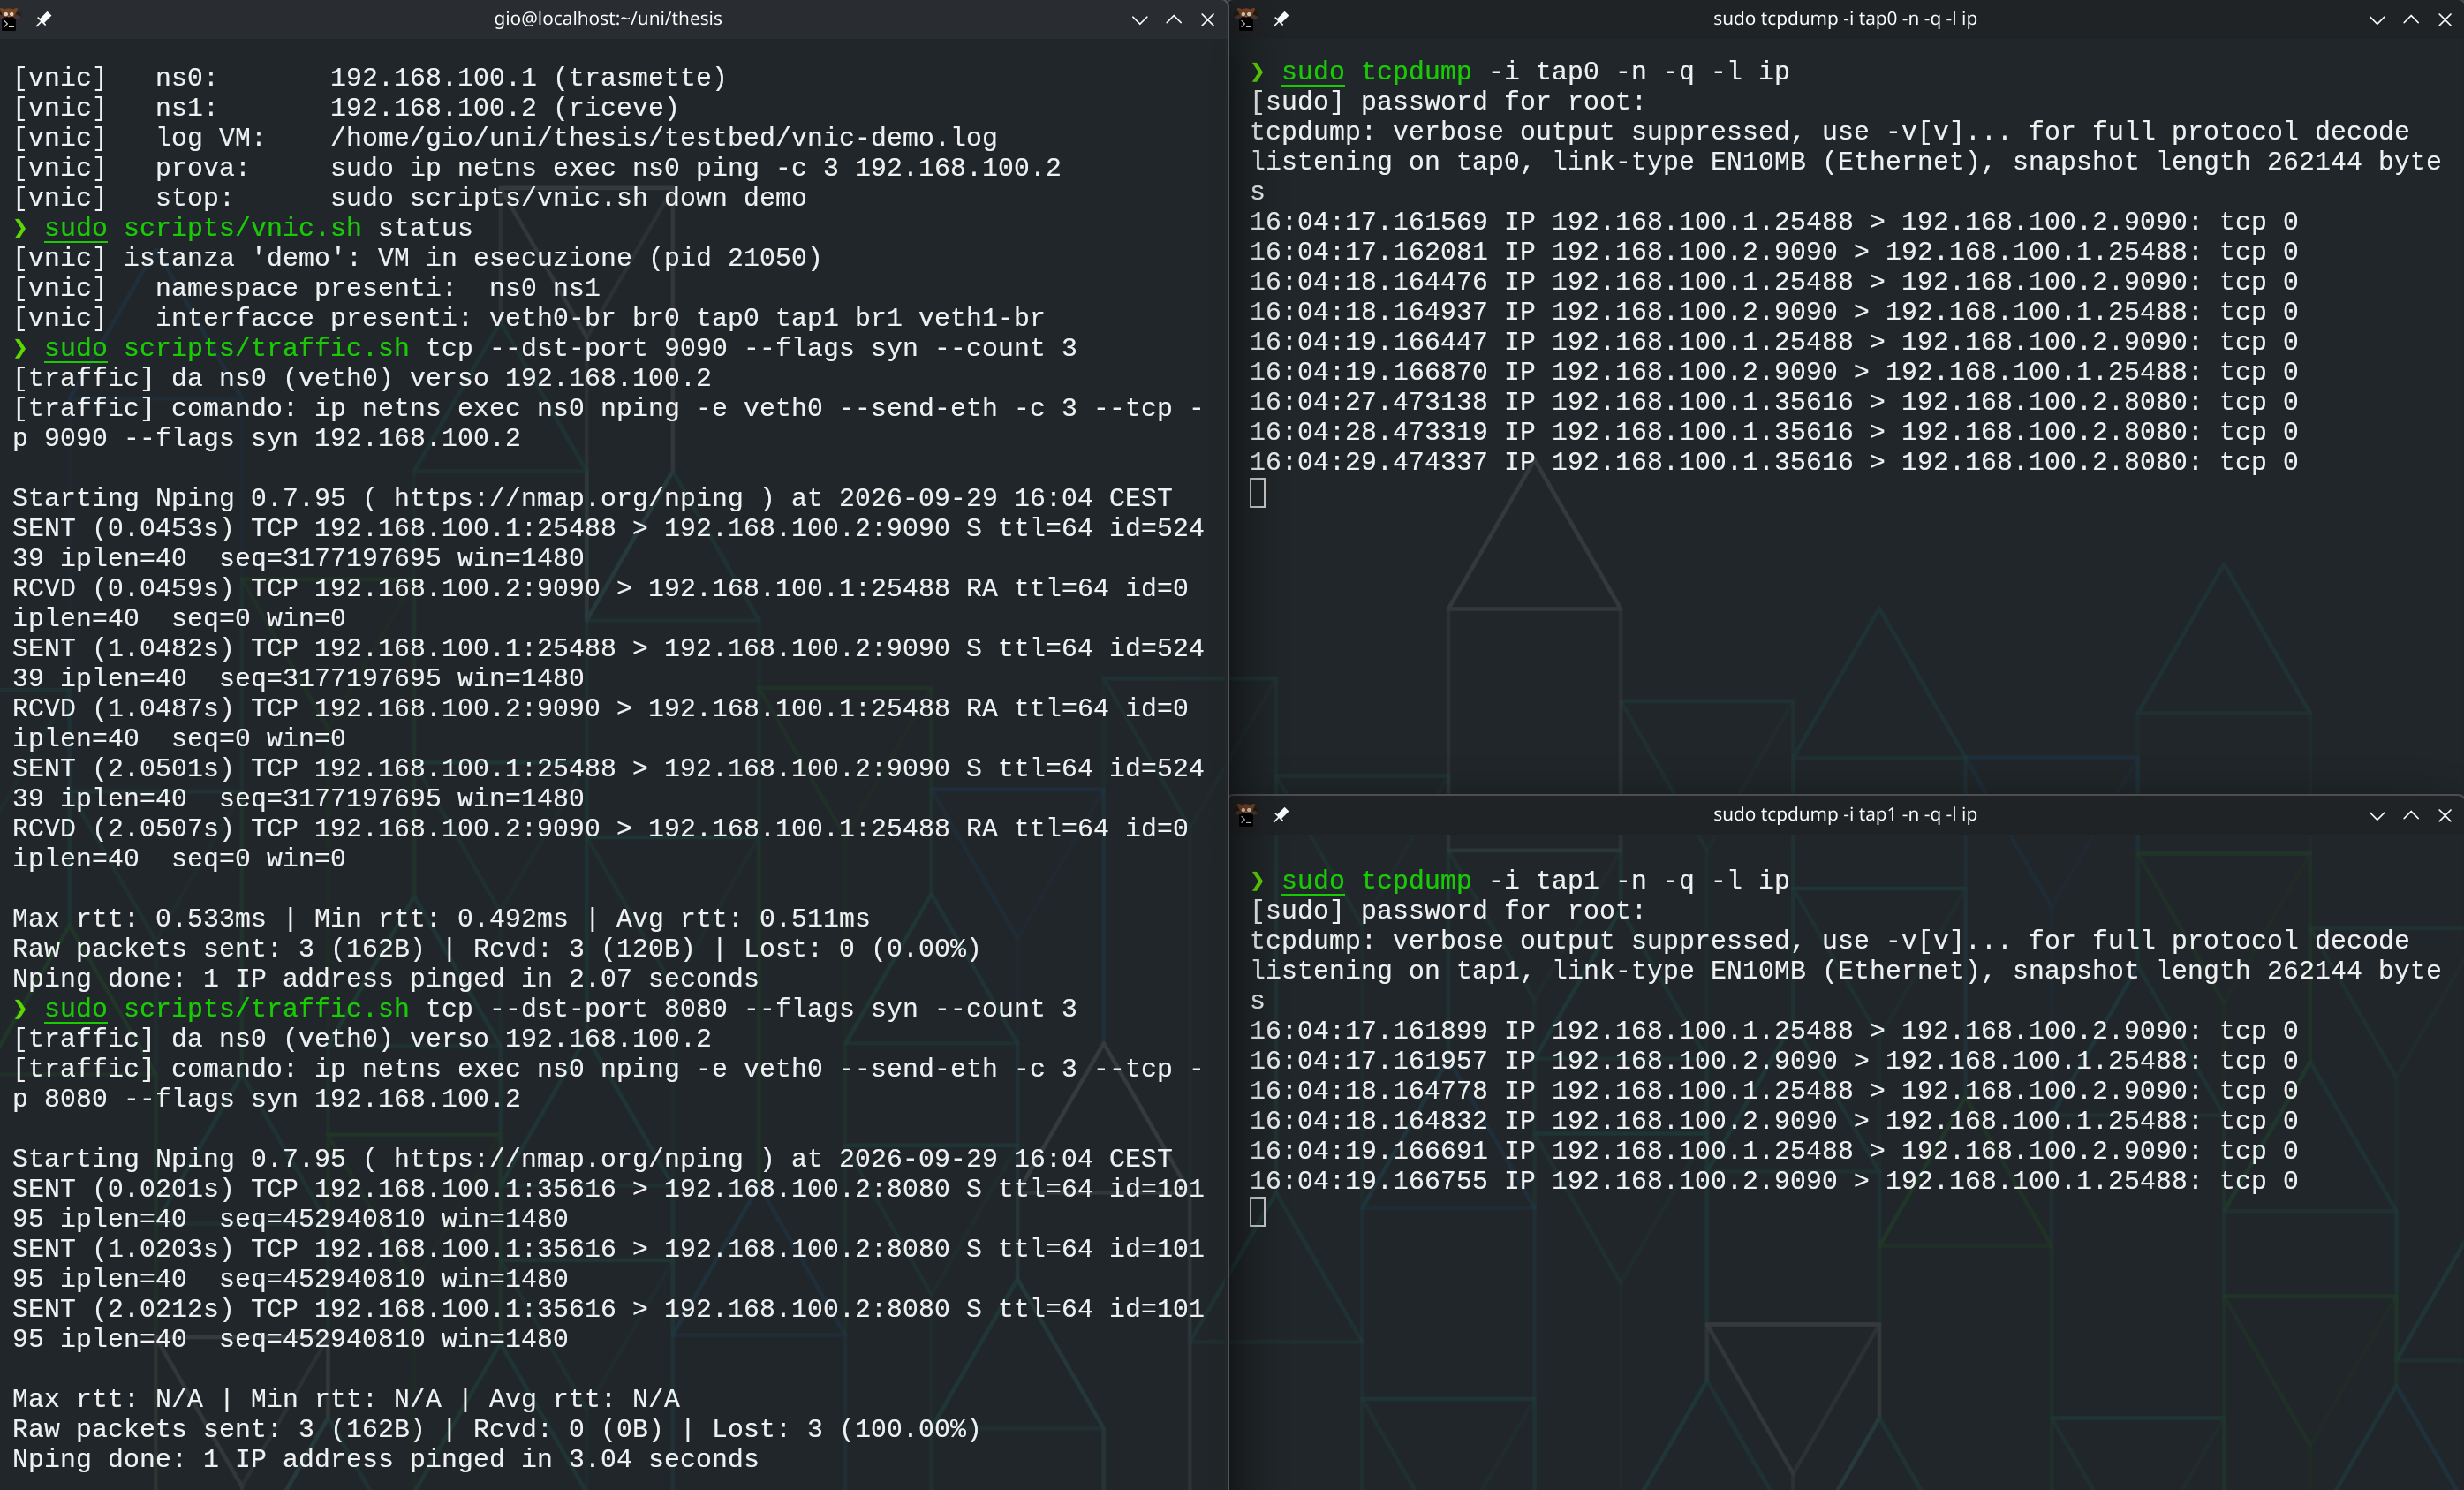 gio@localhost:~/uni/thesis
[vnic]   ns0:       192.168.100.1 (trasmette)
[vnic]   ns1:       192.168.100.2 (riceve)
[vnic]   log VM:    /home/gio/uni/thesis/testbed/vnic-demo.log
[vnic]   prova:     sudo ip netns exec ns0 ping -c 3 192.168.100.2
[vnic]   stop:      sudo scripts/vnic.sh down demo
❯ sudo scripts/vnic.sh status
[vnic] istanza 'demo': VM in esecuzione (pid 21050)
[vnic]   namespace presenti:  ns0 ns1
[vnic]   interfacce presenti: veth0-br br0 tap0 tap1 br1 veth1-br
❯ sudo scripts/traffic.sh tcp --dst-port 9090 --flags syn --count 3
[traffic] da ns0 (veth0) verso 192.168.100.2
[traffic] comando: ip netns exec ns0 nping -e veth0 --send-eth -c 3 --tcp -
p 9090 --flags syn 192.168.100.2
Starting Nping 0.7.95 ( https://nmap.org/nping ) at 2026-09-29 16:04 CEST
SENT (0.0453s) TCP 192.168.100.1:25488 > 192.168.100.2:9090 S ttl=64 id=524
39 iplen=40  seq=3177197695 win=1480
RCVD (0.0459s) TCP 192.168.100.2:9090 > 192.168.100.1:25488 RA ttl=64 id=0
iplen=40  seq=0 win=0
SENT (1.0482s) TCP 192.168.100.1:25488 > 192.168.100.2:9090 S ttl=64 id=524
39 iplen=40  seq=3177197695 win=1480
RCVD (1.0487s) TCP 192.168.100.2:9090 > 192.168.100.1:25488 RA ttl=64 id=0
iplen=40  seq=0 win=0
SENT (2.0501s) TCP 192.168.100.1:25488 > 192.168.100.2:9090 S ttl=64 id=524
39 iplen=40  seq=3177197695 win=1480
RCVD (2.0507s) TCP 192.168.100.2:9090 > 192.168.100.1:25488 RA ttl=64 id=0
iplen=40  seq=0 win=0
Max rtt: 0.533ms | Min rtt: 0.492ms | Avg rtt: 0.511ms
Raw packets sent: 3 (162B) | Rcvd: 3 (120B) | Lost: 0 (0.00%)
Nping done: 1 IP address pinged in 2.07 seconds
❯ sudo scripts/traffic.sh tcp --dst-port 8080 --flags syn --count 3
[traffic] da ns0 (veth0) verso 192.168.100.2
[traffic] comando: ip netns exec ns0 nping -e veth0 --send-eth -c 3 --tcp -
p 8080 --flags syn 192.168.100.2
Starting Nping 0.7.95 ( https://nmap.org/nping ) at 2026-09-29 16:04 CEST
SENT (0.0201s) TCP 192.168.100.1:35616 > 192.168.100.2:8080 S ttl=64 id=101
95 iplen=40  seq=452940810 win=1480
SENT (1.0203s) TCP 192.168.100.1:35616 > 192.168.100.2:8080 S ttl=64 id=101
95 iplen=40  seq=452940810 win=1480
SENT (2.0212s) TCP 192.168.100.1:35616 > 192.168.100.2:8080 S ttl=64 id=101
95 iplen=40  seq=452940810 win=1480
Max rtt: N/A | Min rtt: N/A | Avg rtt: N/A
Raw packets sent: 3 (162B) | Rcvd: 0 (0B) | Lost: 3 (100.00%)
Nping done: 1 IP address pinged in 3.04 seconds
sudo tcpdump -i tap0 -n -q -l ip
❯ sudo tcpdump -i tap0 -n -q -l ip
[sudo] password for root:
tcpdump: verbose output suppressed, use -v[v]... for full protocol decode
listening on tap0, link-type EN10MB (Ethernet), snapshot length 262144 byte
s
16:04:17.161569 IP 192.168.100.1.25488 > 192.168.100.2.9090: tcp 0
16:04:17.162081 IP 192.168.100.2.9090 > 192.168.100.1.25488: tcp 0
16:04:18.164476 IP 192.168.100.1.25488 > 192.168.100.2.9090: tcp 0
16:04:18.164937 IP 192.168.100.2.9090 > 192.168.100.1.25488: tcp 0
16:04:19.166447 IP 192.168.100.1.25488 > 192.168.100.2.9090: tcp 0
16:04:19.166870 IP 192.168.100.2.9090 > 192.168.100.1.25488: tcp 0
16:04:27.473138 IP 192.168.100.1.35616 > 192.168.100.2.8080: tcp 0
16:04:28.473319 IP 192.168.100.1.35616 > 192.168.100.2.8080: tcp 0
16:04:29.474337 IP 192.168.100.1.35616 > 192.168.100.2.8080: tcp 0
sudo tcpdump -i tap1 -n -q -l ip
❯ sudo tcpdump -i tap1 -n -q -l ip
[sudo] password for root:
tcpdump: verbose output suppressed, use -v[v]... for full protocol decode
listening on tap1, link-type EN10MB (Ethernet), snapshot length 262144 byte
s
16:04:17.161899 IP 192.168.100.1.25488 > 192.168.100.2.9090: tcp 0
16:04:17.161957 IP 192.168.100.2.9090 > 192.168.100.1.25488: tcp 0
16:04:18.164778 IP 192.168.100.1.25488 > 192.168.100.2.9090: tcp 0
16:04:18.164832 IP 192.168.100.2.9090 > 192.168.100.1.25488: tcp 0
16:04:19.166691 IP 192.168.100.1.25488 > 192.168.100.2.9090: tcp 0
16:04:19.166755 IP 192.168.100.2.9090 > 192.168.100.1.25488: tcp 0